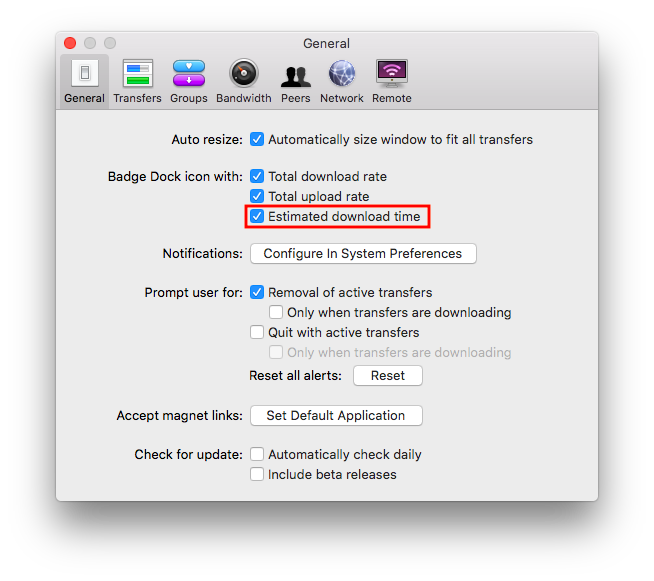 General
General Transfers Groups Bandwidth Peers Network Remote
Auto resize: Automatically size window to fit all transfers
Badge Dock icon with: Total download rate
Total upload rate
Estimated download time
Notifications: Configure In System Preferences
Prompt user for: Removal of active transfers
Only when transfers are downloading
Quit with active transfers
Only when transfers are downloading
Reset all alerts: Reset
Accept magnet links: Set Default Application
Check for update: Automatically check daily
Include beta releases